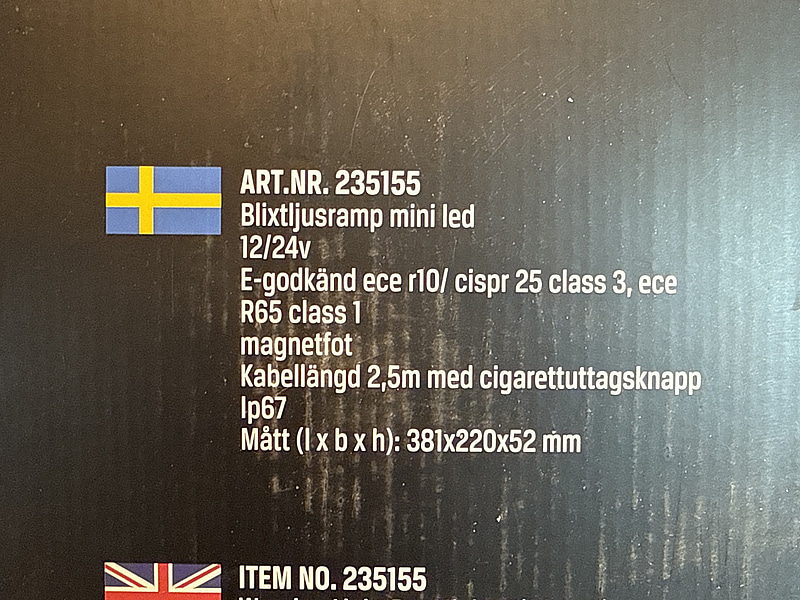 ART.NR. 235155
Blixtljusramp mini led
12/24v
E-godkänd ece r10/ cispr 25 class 3, ece
R65 class 1
magnetfot
Kabellängd 2,5m med cigarettuttagsknapp
Ip67
Mått (l x b x h): 381x220x52 mm
ITEM NO. 235155